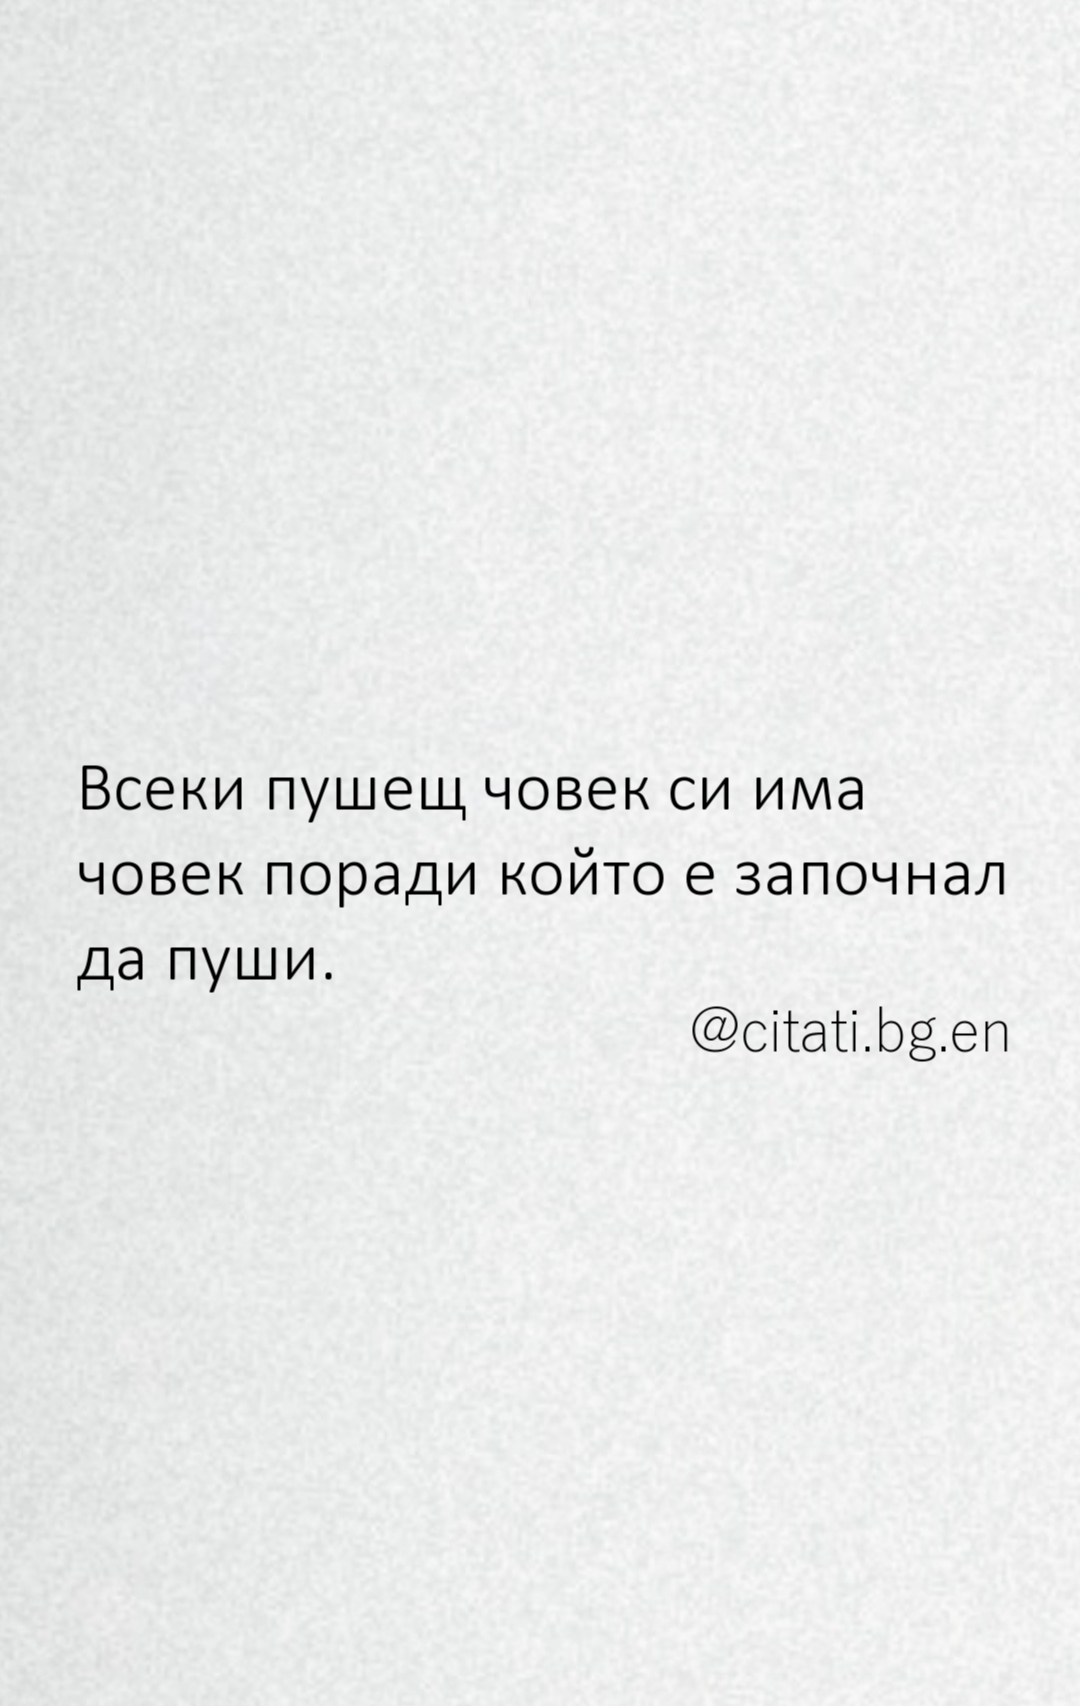 Всеки пушещ човек си има
човек поради който е започнал
да пуши.
@citati.bg.en